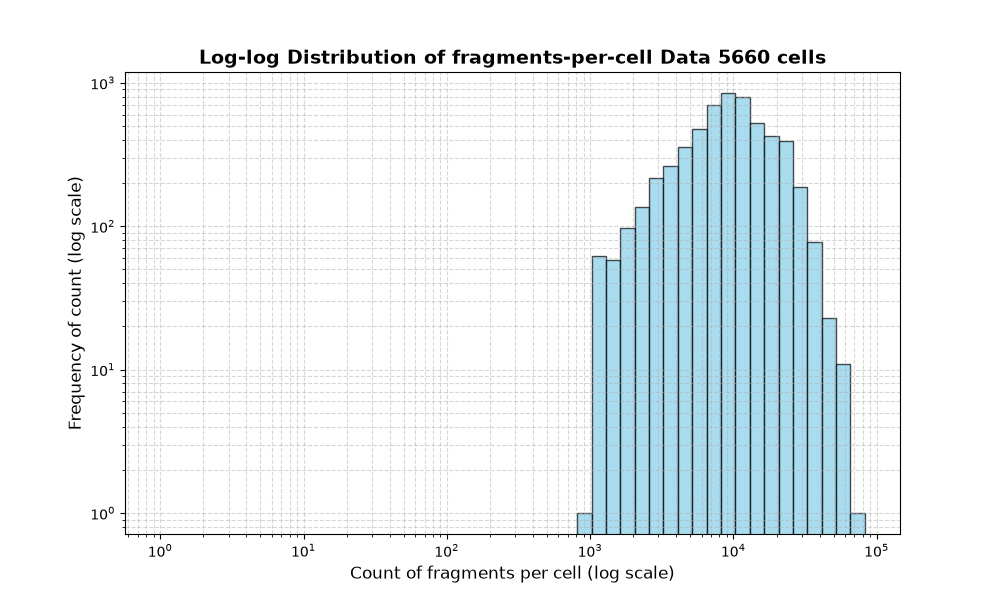 Log-log Distribution of fragments-per-cell Data 5660 cells
Frequency of count (log scale)
10³
10²
10¹
10⁰
10⁰ 10¹ 10² 10³ 10⁴ 10⁵
Count of fragments per cell (log scale)